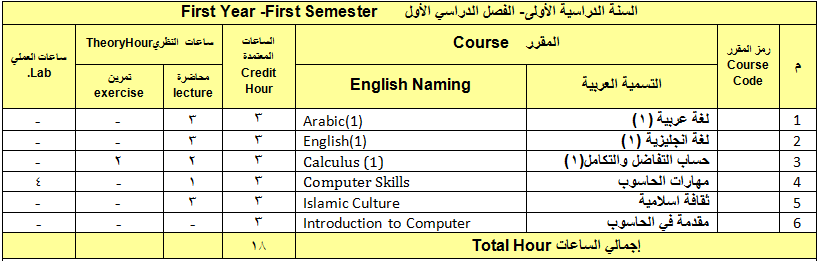 السنة الدراسية الأولى- الفصل الدراسي الأول First Year -First Semester
م
رمز المقرر Course Code
المقرر Course
الساعات المعتمدة Credit Hour
ساعات النظري TheoryHour
ساعات العملي Lab.
التسمية العربية
English Naming
محاضرة lecture
تمرين exercise
1 لغة عربية (١) Arabic(1) ٣ ٣ - -
2 لغة انجليزية (١) English(1) ٣ ٣ - -
3 حساب التفاضل والتكامل(١) Calculus (1) ٣ ٢ ٢ -
4 مهارات الحاسوب Computer Skills ٣ ١ - ٤
5 ثقافة اسلامية Islamic Culture ٣ ٣ - -
6 مقدمة في الحاسوب Introduction to Computer ٣ - - -
إجمالي الساعات Total Hour ١٨